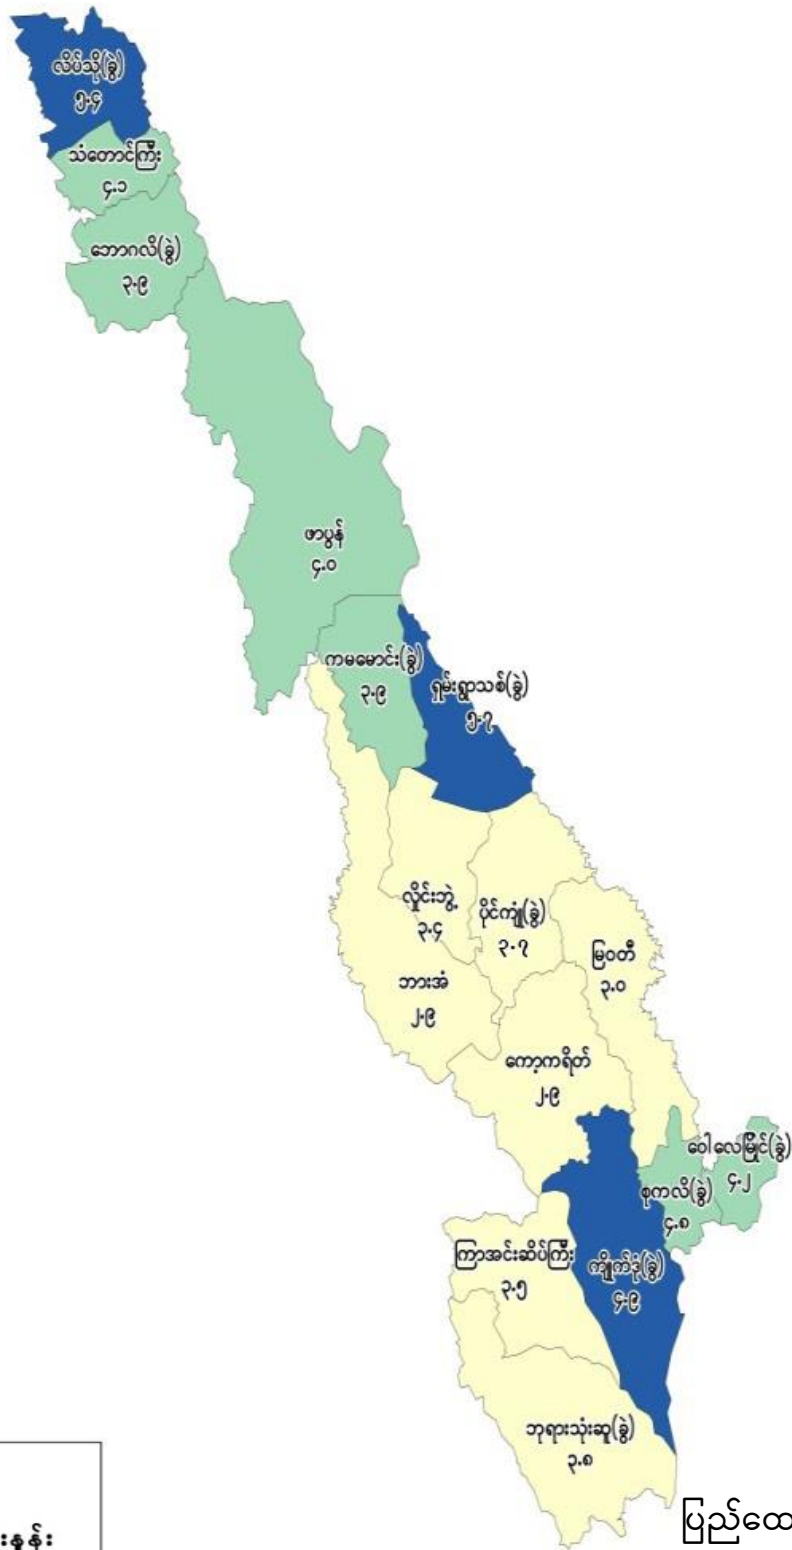 လိပ်သို(ခွဲ)
၅.၄
သံတောင်ကြီး
၄.၁
ဘောဂလိ(ခွဲ)
၃.၉
ဖာပွန်
၄.၀
ကမမောင်း(ခွဲ)
၃.၉
ရှမ်းရွာသစ်(ခွဲ)
၅.၇
လှိုင်းဘွဲ့
၃.၄
ပိုင်ကျုံ(ခွဲ)
၃.၇
မြဝတီ
၃.၀
ဘားအံ
၂.၉
ကော့ကရိတ်
၂.၉
ဝေါလေမြိုင်(ခွဲ)
၄.၂
စုကလိ(ခွဲ)
၄.၈
ကြာအင်းဆိပ်ကြီး
၃.၅
ကျိုက်ဒုံ(ခွဲ)
၄.၉
ဘုရားသုံးဆူ(ခွဲ)
၃.၈
ပြည်ထေ
းနှုန်း